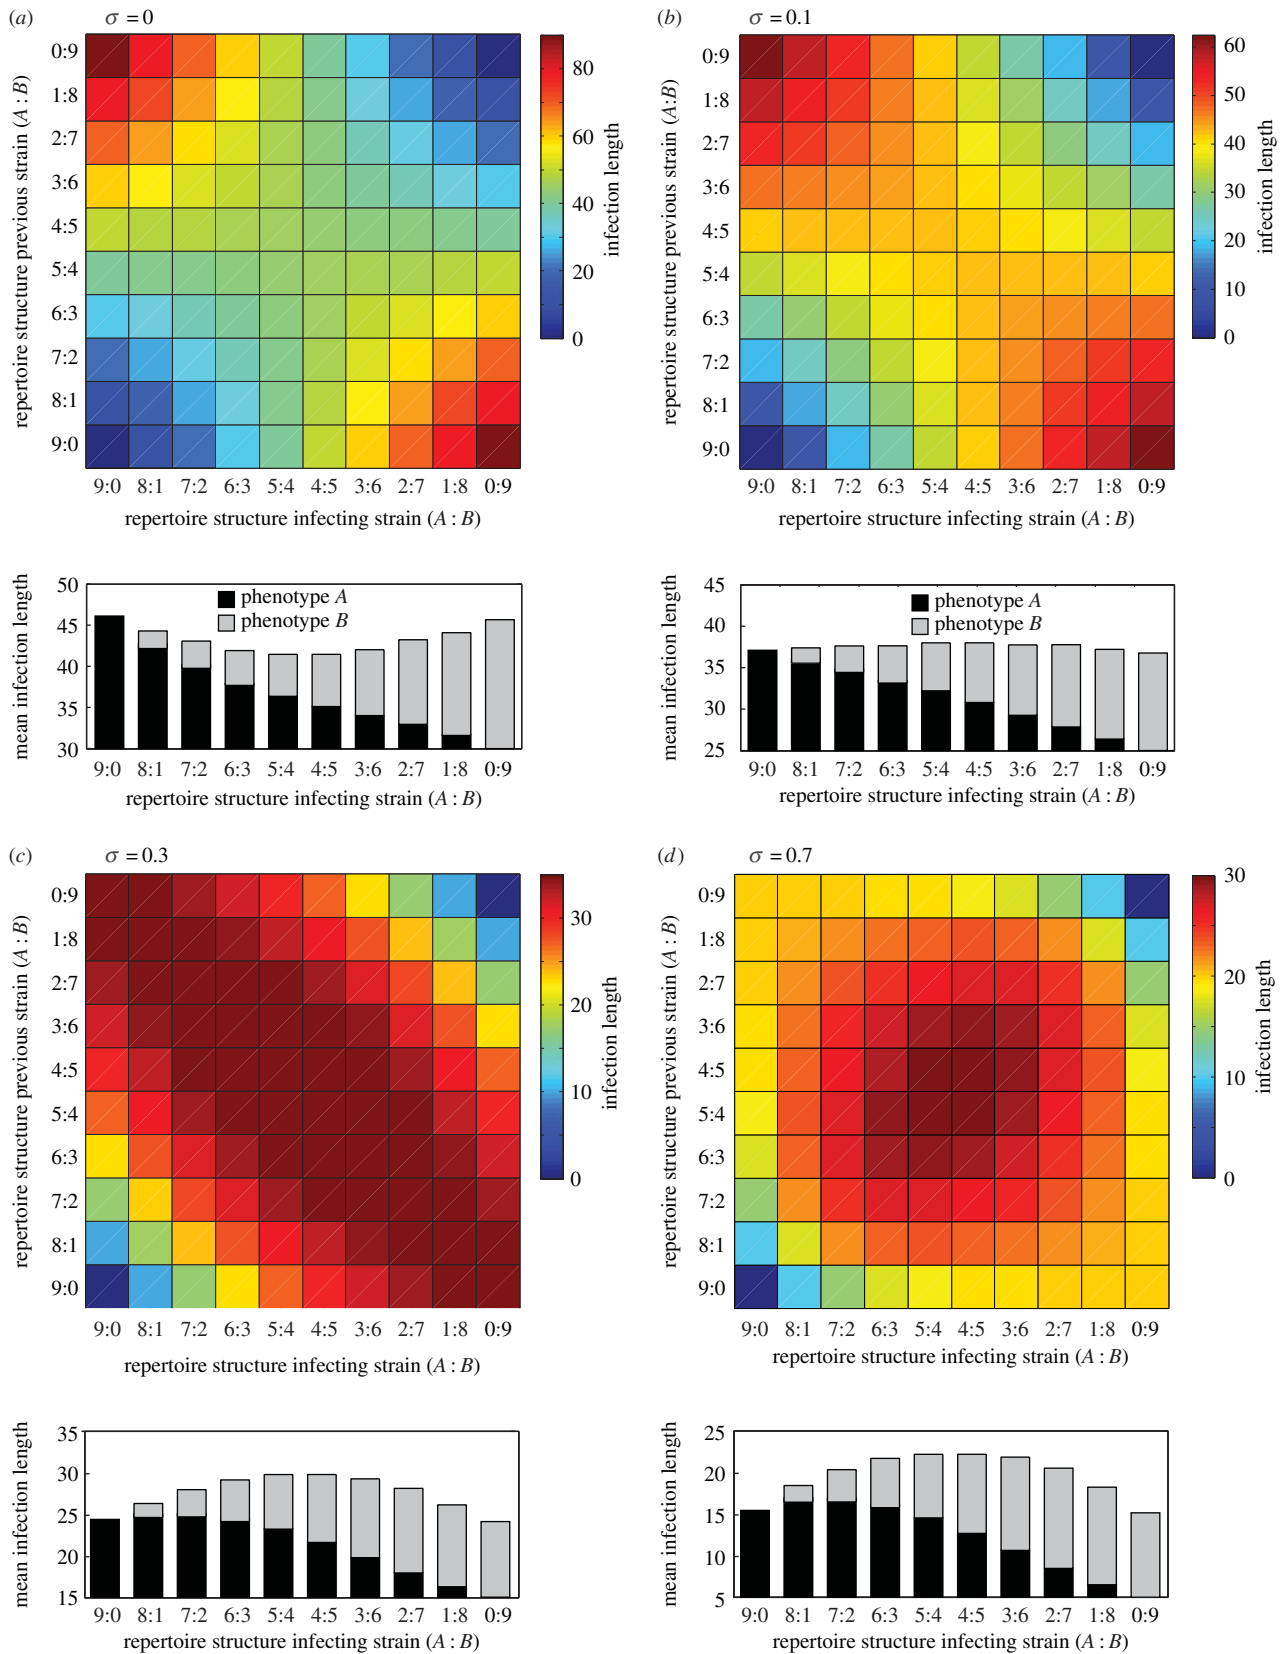 (a) σ = 0
repertoire structure previous strain (A : B)
0:9
1:8
2:7
3:6
4:5
5:4
6:3
7:2
8:1
9:0
9:0 8:1 7:2 6:3 5:4 4:5 3:6 2:7 1:8 0:9
repertoire structure infecting strain (A : B)
80
60
40
20
0
infection length
mean infection length
50
45
40
35
30
phenotype A
phenotype B
9:0 8:1 7:2 6:3 5:4 4:5 3:6 2:7 1:8 0:9
repertoire structure infecting strain (A : B)
(b) σ = 0.1
repertoire structure previous strain (A:B)
0:9
1:8
2:7
3:6
4:5
5:4
6:3
7:2
8:1
9:0
9:0 8:1 7:2 6:3 5:4 4:5 3:6 2:7 1:8 0:9
repertoire structure infecting strain (A : B)
60
50
40
30
20
10
0
infection length
mean infection length
45
40
35
30
25
phenotype A
phenotype B
9:0 8:1 7:2 6:3 5:4 4:5 3:6 2:7 1:8 0:9
repertoire structure infecting strain (A : B)
(c) σ = 0.3
repertoire structure previous strain (A : B)
0:9
1:8
2:7
3:6
4:5
5:4
6:3
7:2
8:1
9:0
9:0 8:1 7:2 6:3 5:4 4:5 3:6 2:7 1:8 0:9
repertoire structure infecting strain (A : B)
30
20
10
0
infection length
mean infection length
35
30
25
20
15
9:0 8:1 7:2 6:3 5:4 4:5 3:6 2:7 1:8 0:9
repertoire structure infecting strain (A : B)
(d) σ = 0.7
repertoire structure previous strain (A : B)
0:9
1:8
2:7
3:6
4:5
5:4
6:3
7:2
8:1
9:0
9:0 8:1 7:2 6:3 5:4 4:5 3:6 2:7 1:8 0:9
repertoire structure infecting strain (A : B)
30
20
10
0
infection length
mean infection length
25
20
15
10
5
9:0 8:1 7:2 6:3 5:4 4:5 3:6 2:7 1:8 0:9
repertoire structure infecting strain (A : B)